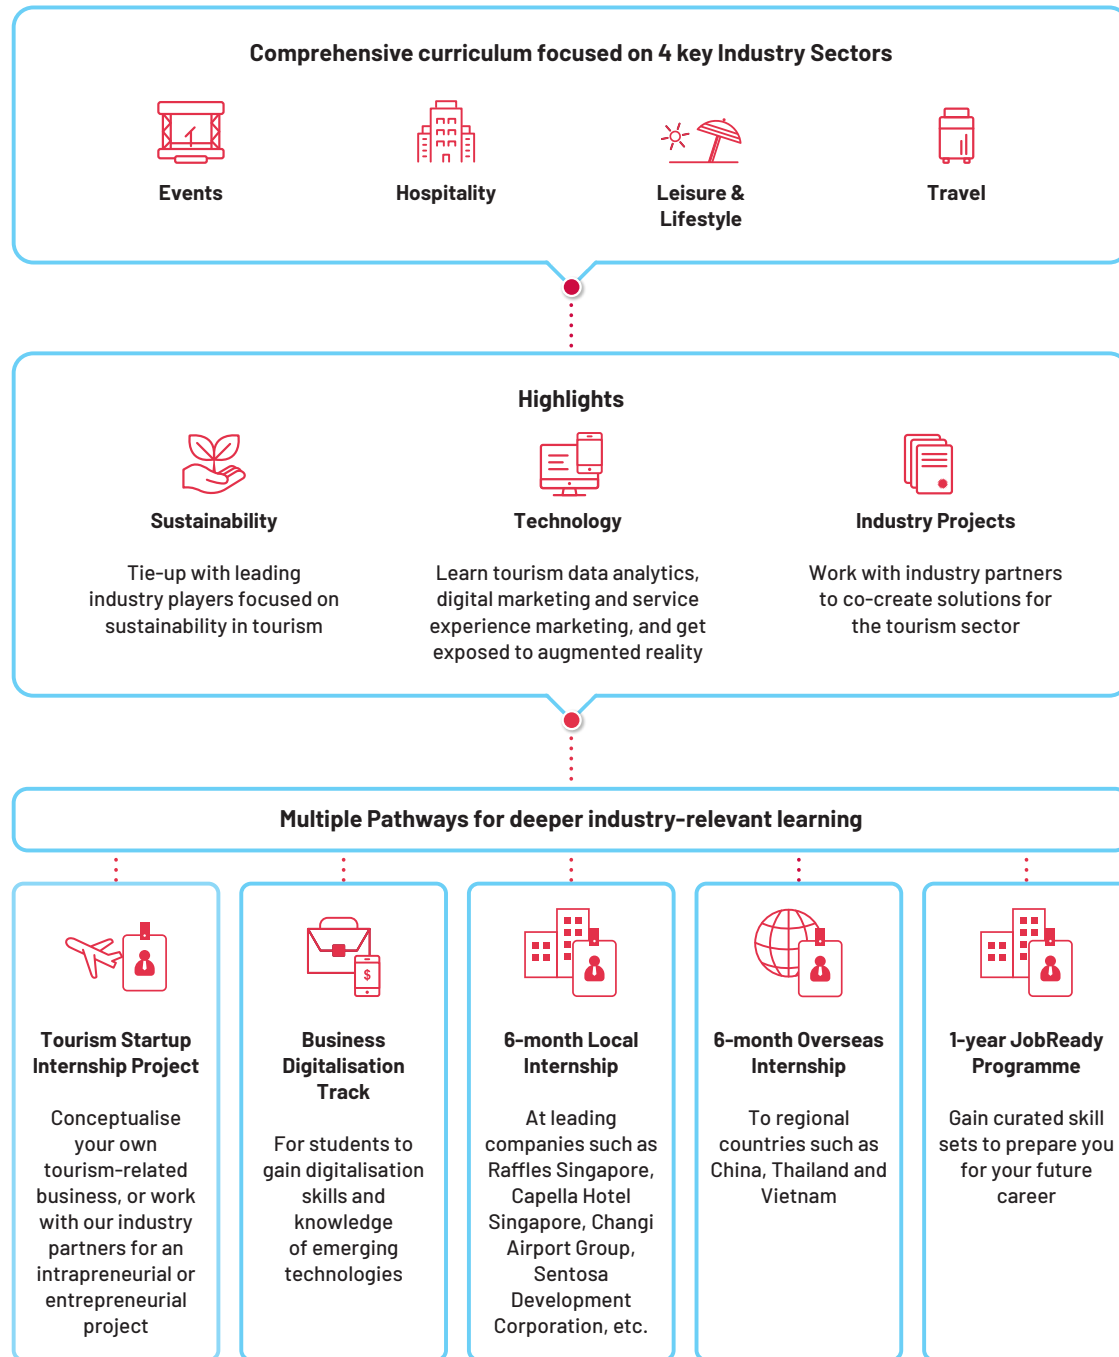 Comprehensive curriculum focused on 4 key Industry Sectors
Events
Hospitality
Leisure &
Lifestyle
Travel
Highlights
Sustainability
Tie-up with leading
industry players focused on
sustainability in tourism
Technology
Learn tourism data analytics,
digital marketing and service
experience marketing, and get
exposed to augmented reality
Industry Projects
Work with industry partners
to co-create solutions for
the tourism sector
Multiple Pathways for deeper industry-relevant learning
Tourism Startup
Internship Project
Conceptualise
your own
tourism-related
business, or work
with our industry
partners for an
intrapreneurial or
entrepreneurial
project
$
Business
Digitalisation
Track
For students to
gain digitalisation
skills and
knowledge
of emerging
technologies
6-month Local
Internship
At leading
companies such as
Raffles Singapore,
Capella Hotel
Singapore, Changi
Airport Group,
Sentosa
Development
Corporation, etc.
6-month Overseas
Internship
To regional
countries such as
China, Thailand and
Vietnam
1-year JobReady
Programme
Gain curated skill
sets to prepare you
for your future
career